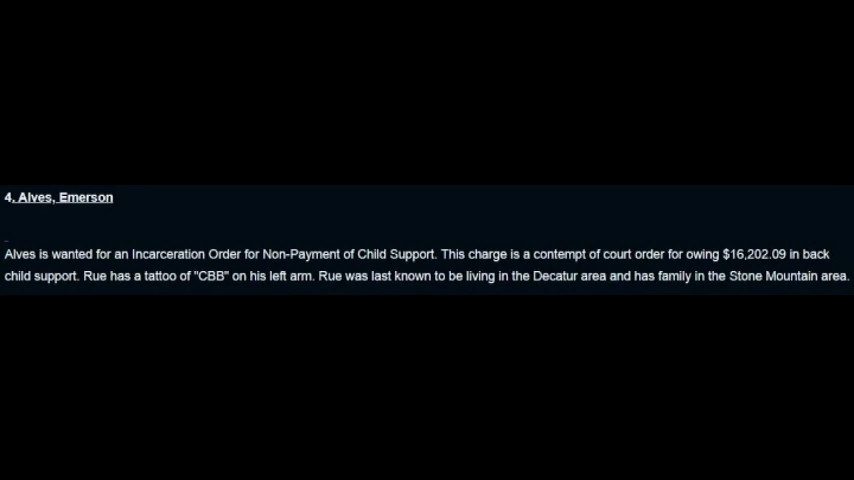 4. Alves, Emerson
Alves is wanted for an Incarceration Order for Non-Payment of Child Support. This charge is a contempt of court order for owing $16,202.09 in back
child support. Rue has a tattoo of "CBB" on his left arm. Rue was last known to be living in the Decatur area and has family in the Stone Mountain area.